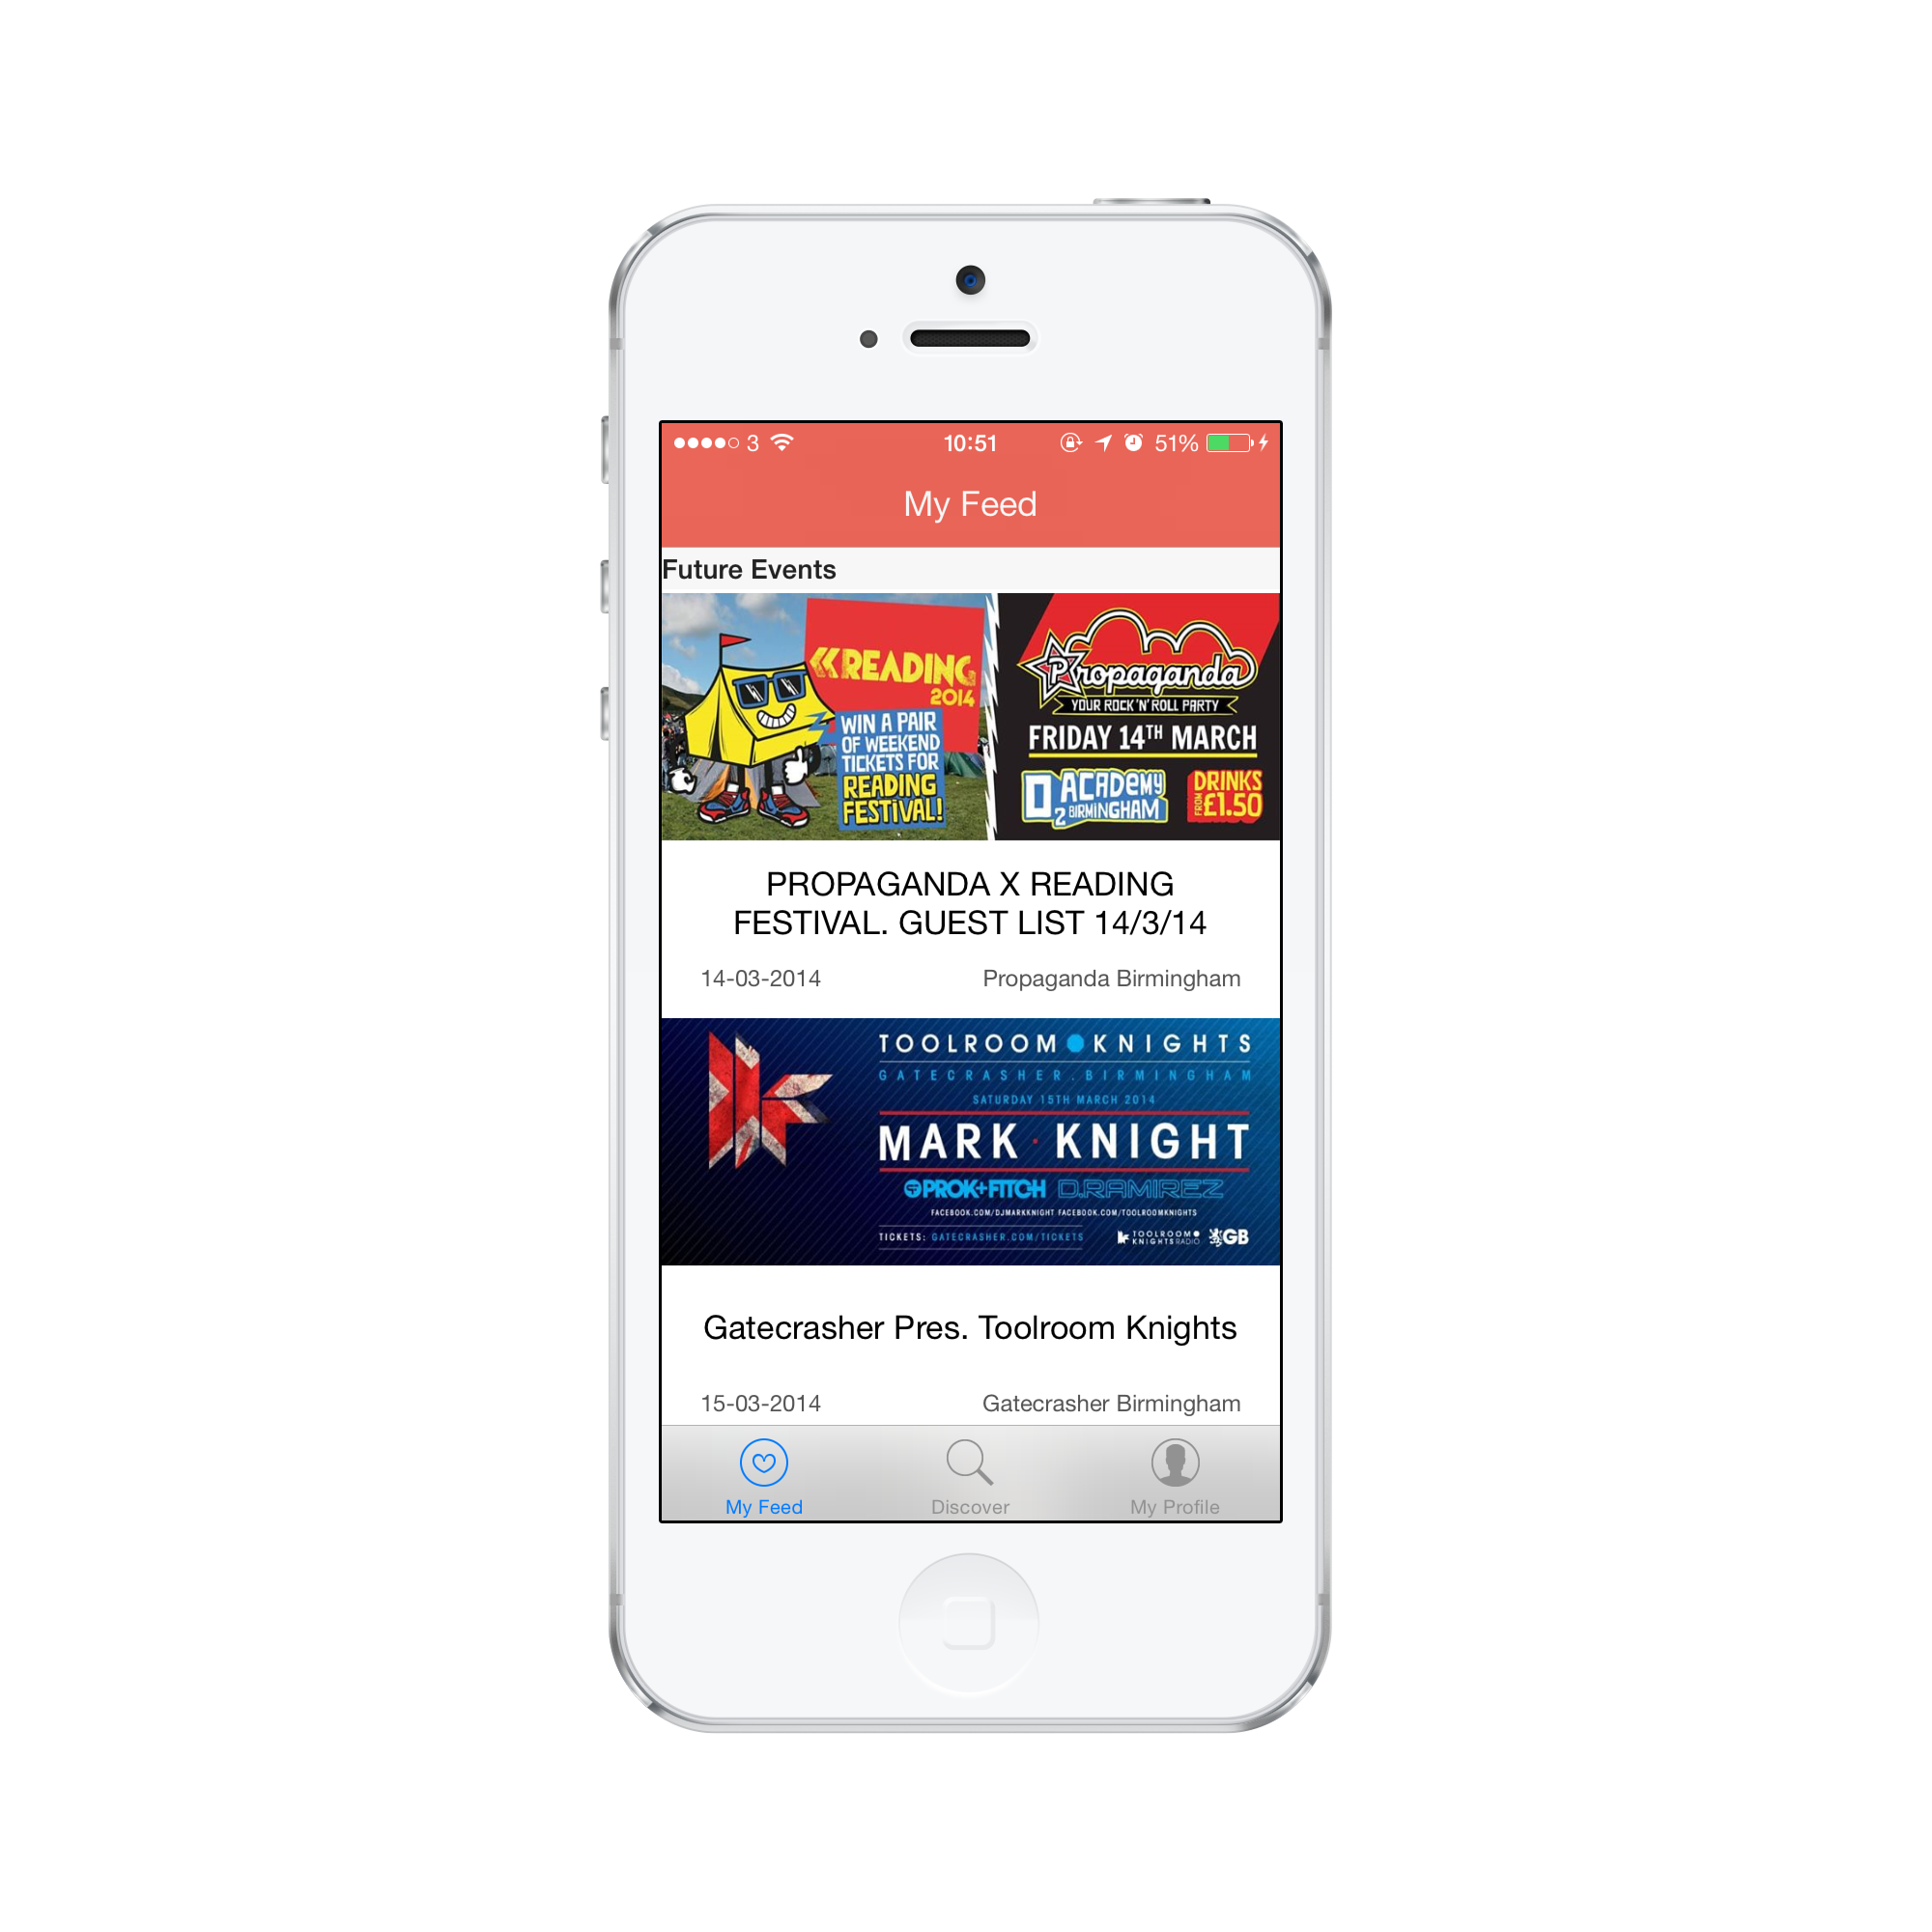 3 10:51 51%
My Feed
Future Events
READING
2014
WIN A PAIR
OF WEEKEND
TICKETS FOR
READING
FESTIVAL!
Propaganda
YOUR ROCK 'N' ROLL PARTY
FRIDAY 14TH MARCH
O2 ACADEMY
BIRMINGHAM
DRINKS
FROM £1.50
PROPAGANDA X READING
FESTIVAL. GUEST LIST 14/3/14
14-03-2014 Propaganda Birmingham
TOOLROOM KNIGHTS
GATECRASHER.BIRMINGHAM
SATURDAY 15TH MARCH 2014
MARK · KNIGHT
PROK+FITCH D.RAMIREZ
FACEBOOK.COM/DJMARKKNIGHT FACEBOOK.COM/TOOLROOMKNIGHTS
TICKETS: GATECRASHER.COM/TICKETS
TOOLROOM
KNIGHTS RADIO
GB
Gatecrasher Pres. Toolroom Knights
15-03-2014 Gatecrasher Birmingham
My Feed Discover My Profile